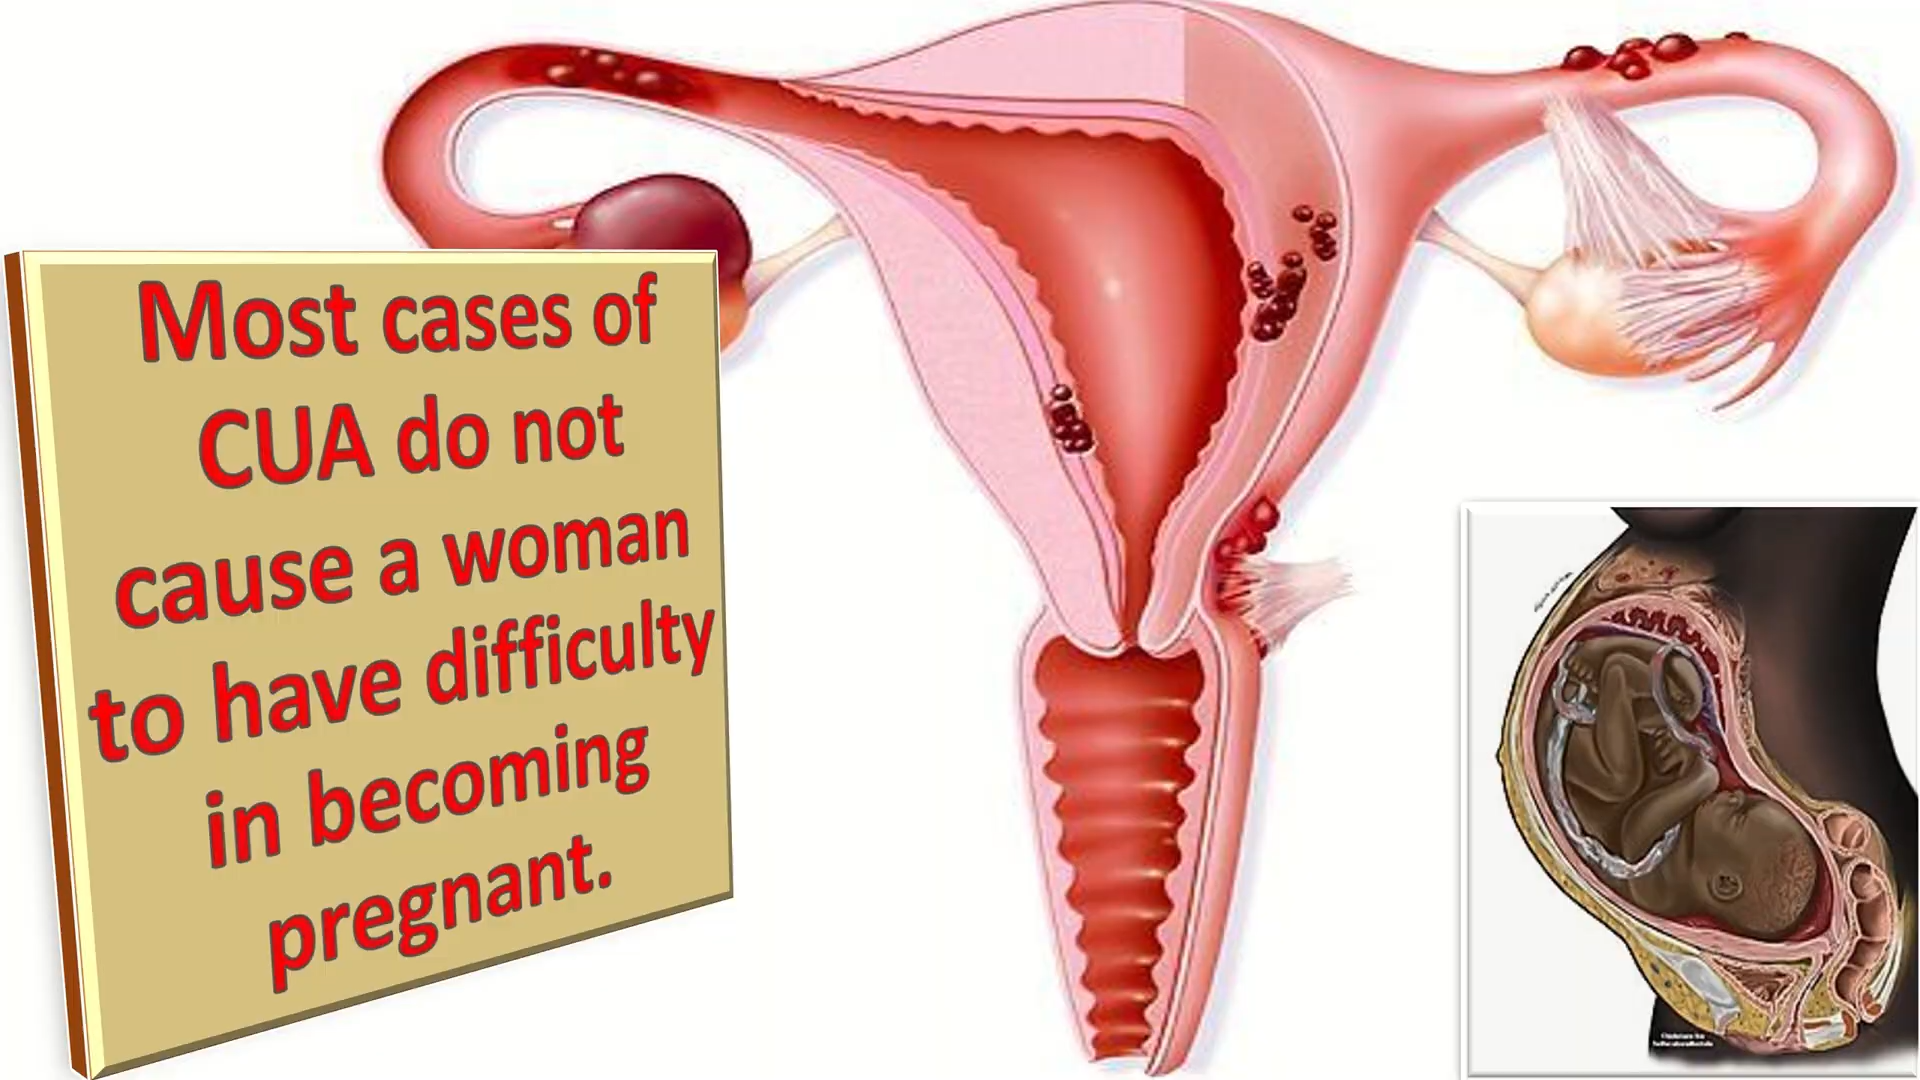 Most cases of
CUA do not
cause a woman
to have difficulty
in becoming
pregnant.